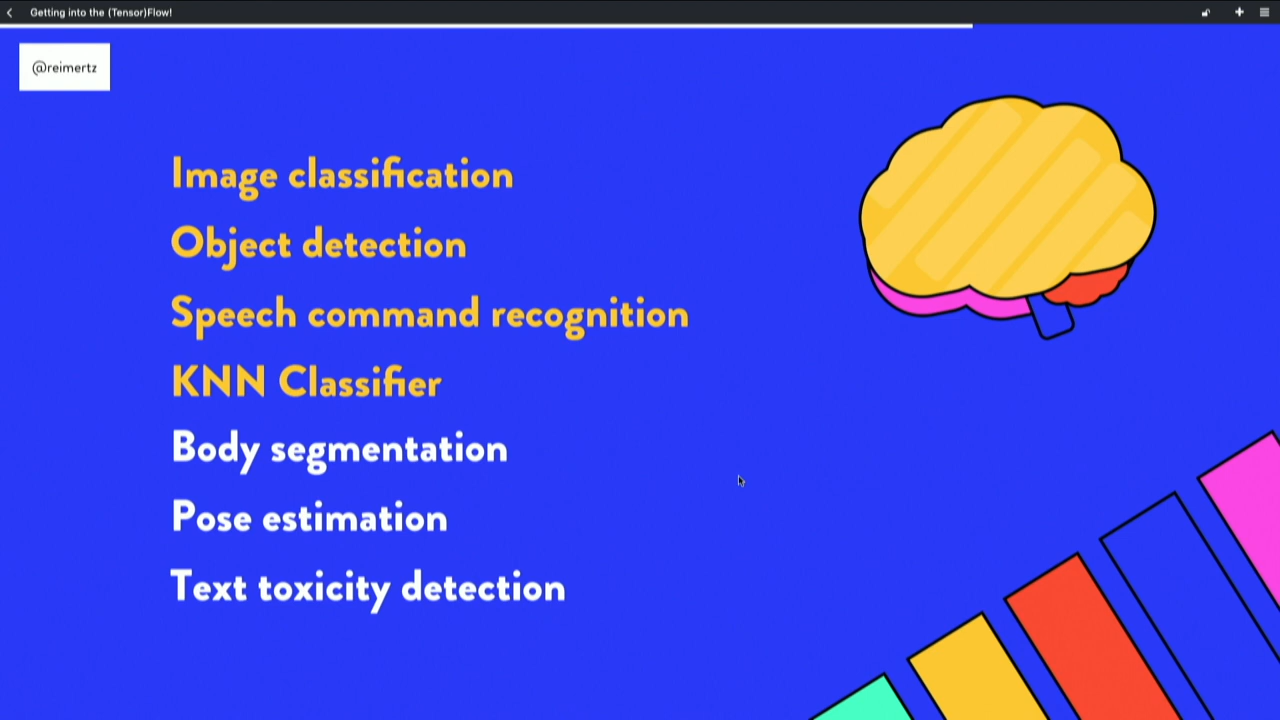 Getting into the (Tensor)Flow!
@reimertz
Image classification
Object detection
Speech command recognition
KNN Classifier
Body segmentation
Pose estimation
Text toxicity detection